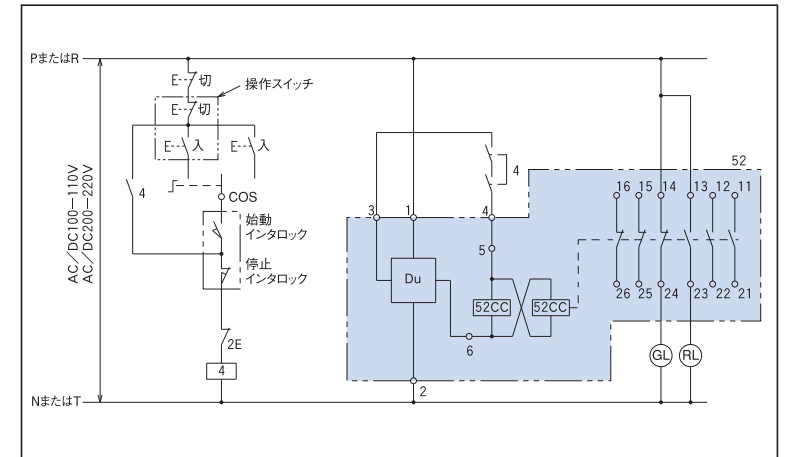 PまたはR
E 切
操作スイッチ
E 切
E 入
E 入
4
COS
始動
インタロック
停止
インタロック
2E
4
AC/DC100−110V
AC/DC200−220V
NまたはT
4
3
1
4
5
Du
52CC
52CC
6
2
52
16
15
14
13
12
11
26
25
24
23
22
21
GL
RL